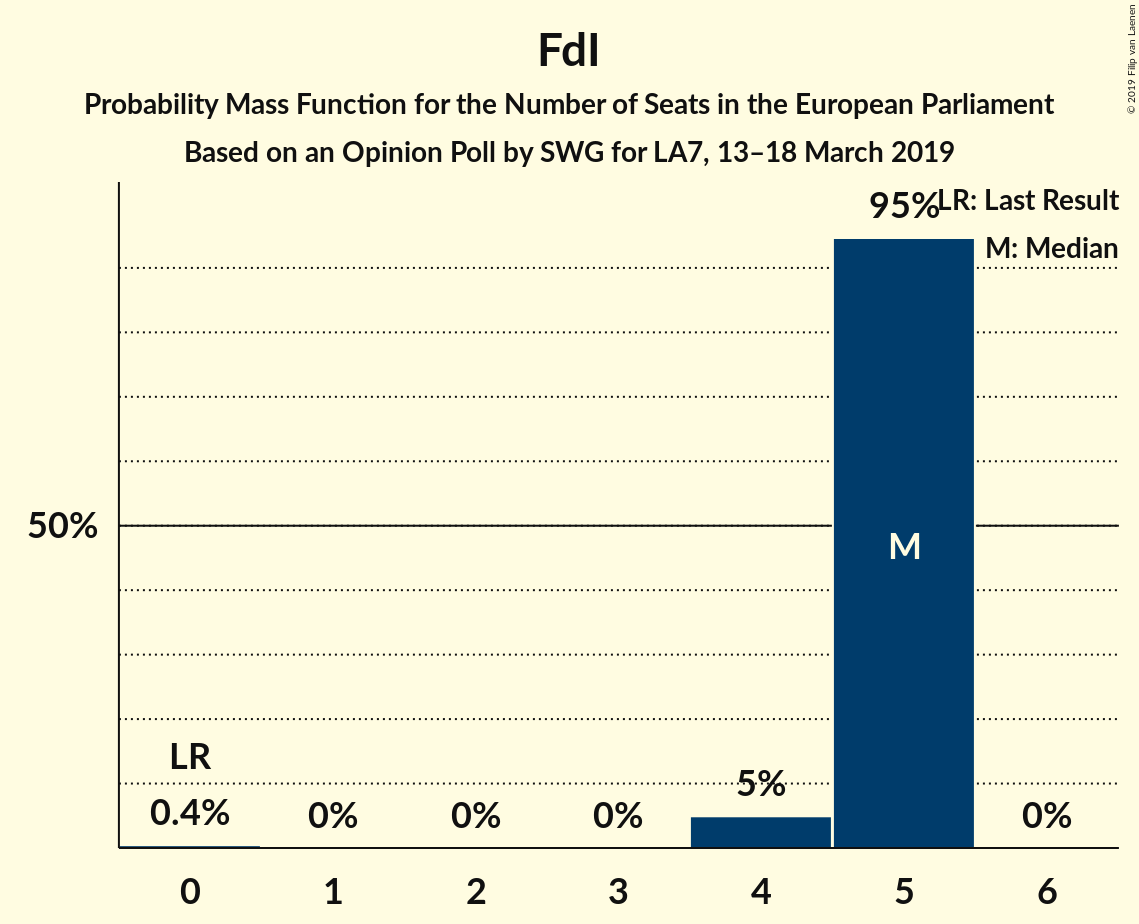 FdI
Probability Mass Function for the Number of Seats in the European Parliament
Based on an Opinion Poll by SWG for LA7, 13–18 March 2019
© 2019 Filip van Laenen
LR: Last Result
M: Median
95%
50%
M
LR
0.4%
0%
0%
0%
5%
0%
0
1
2
3
4
5
6